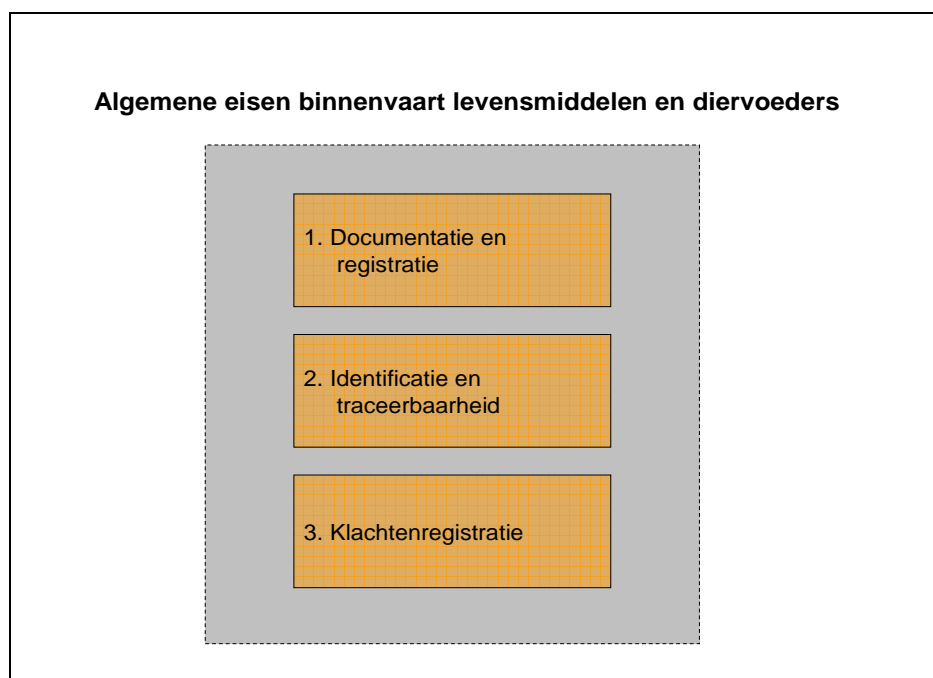 Algemene eisen binnenvaart levensmiddelen en diervoeders
1. Documentatie en
registratie
2. Identificatie en
traceerbaarheid
3. Klachtenregistratie